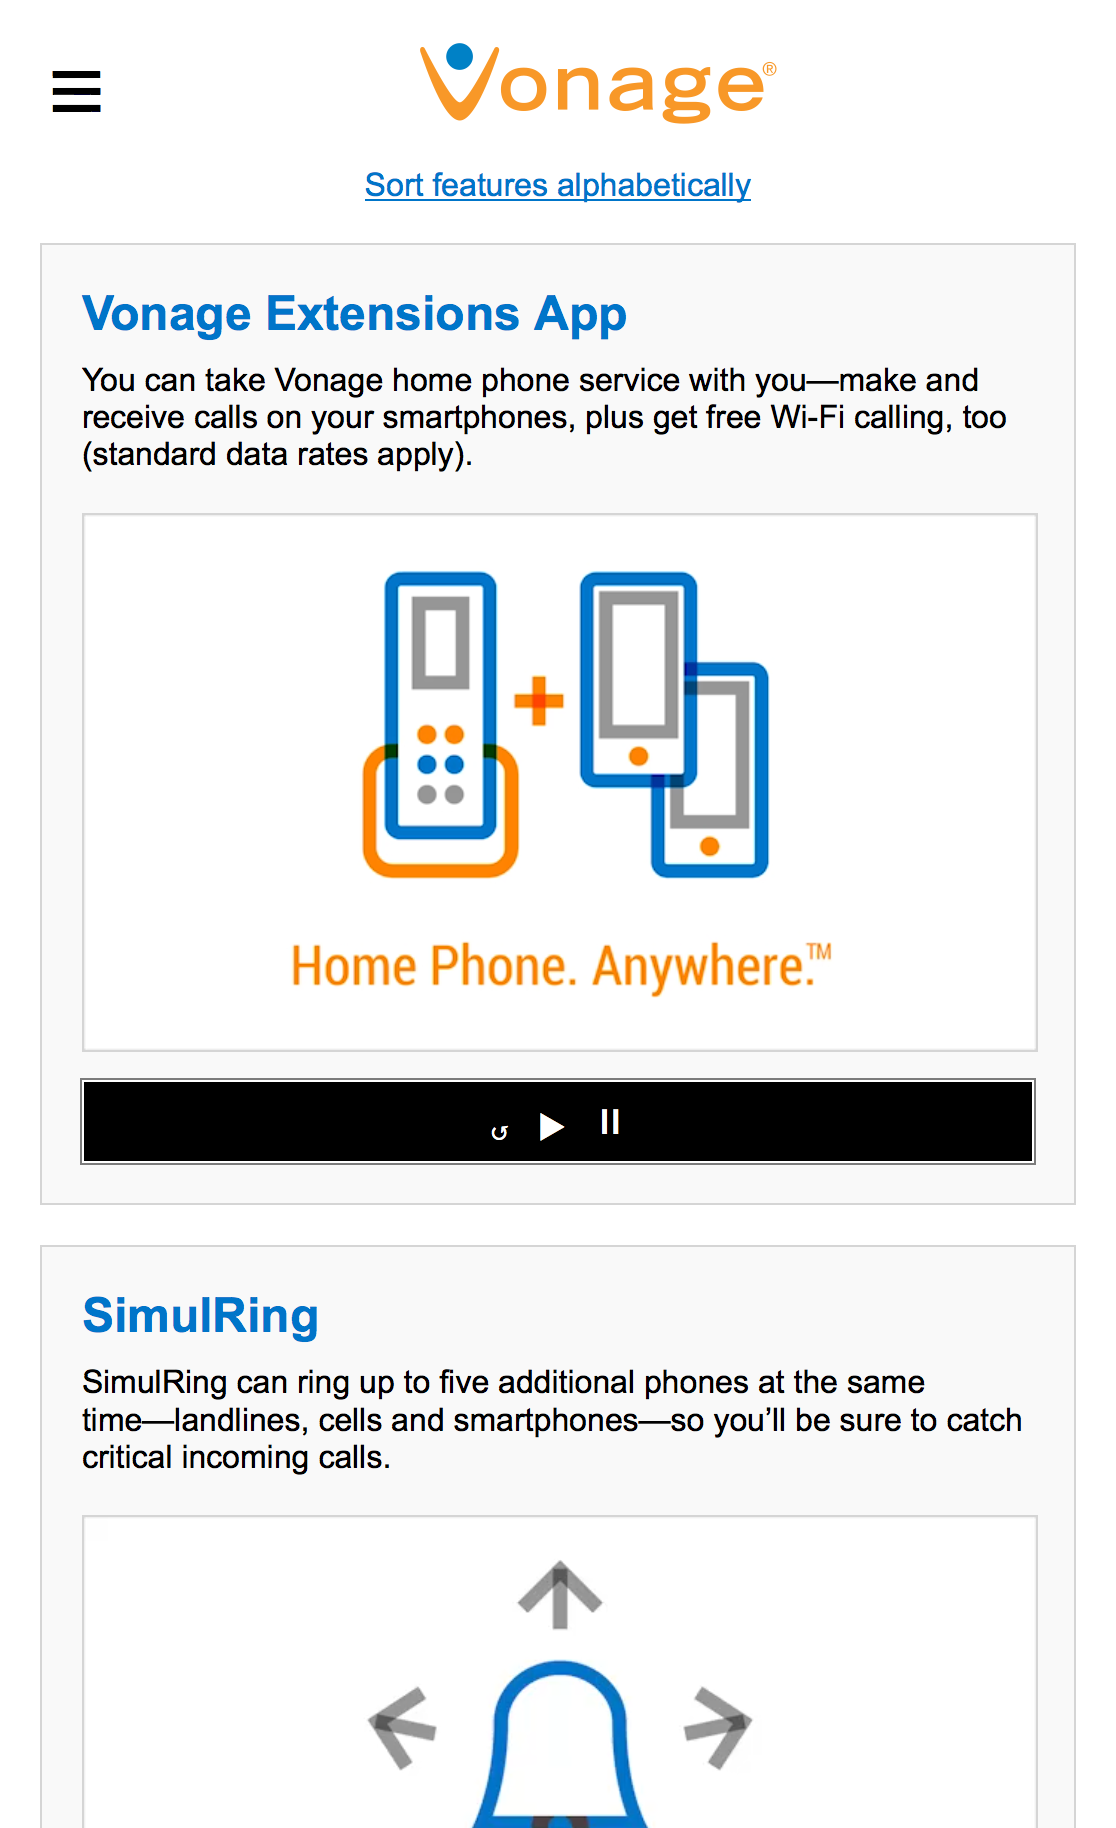 Vonage®
Sort features alphabetically
Vonage Extensions App
You can take Vonage home phone service with you—make and
receive calls on your smartphones, plus get free Wi-Fi calling, too
(standard data rates apply).
Home Phone. Anywhere.™
SimulRing
SimulRing can ring up to five additional phones at the same
time—landlines, cells and smartphones—so you’ll be sure to catch
critical incoming calls.